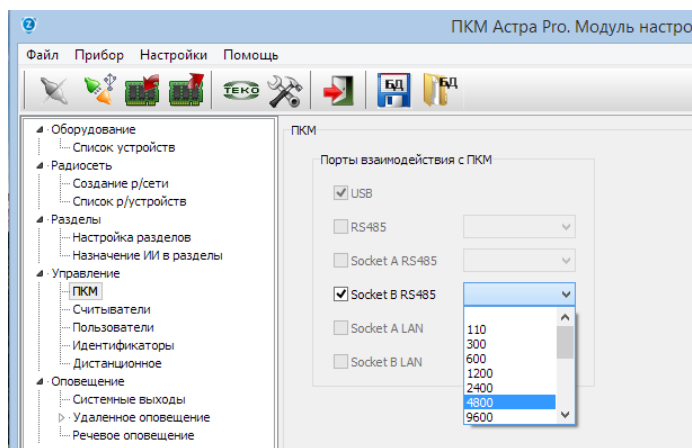 ПКМ Астра Pro. Модуль настро
Файл Прибор Настройки Помощь
ТЕКО БД БД
Оборудование
Список устройств
Радиосеть
Создание р/сети
Список р/устройств
Разделы
Настройка разделов
Назначение ИИ в разделы
Управление
ПКМ
Считыватели
Пользователи
Идентификаторы
Дистанционное
Оповещение
Системные выходы
Удаленное оповещение
Речевое оповещение
ПКМ
Порты взаимодействия с ПКМ
USB
RS485
Socket A RS485
Socket B RS485
Socket A LAN
Socket B LAN
110
300
600
1200
2400
4800
9600